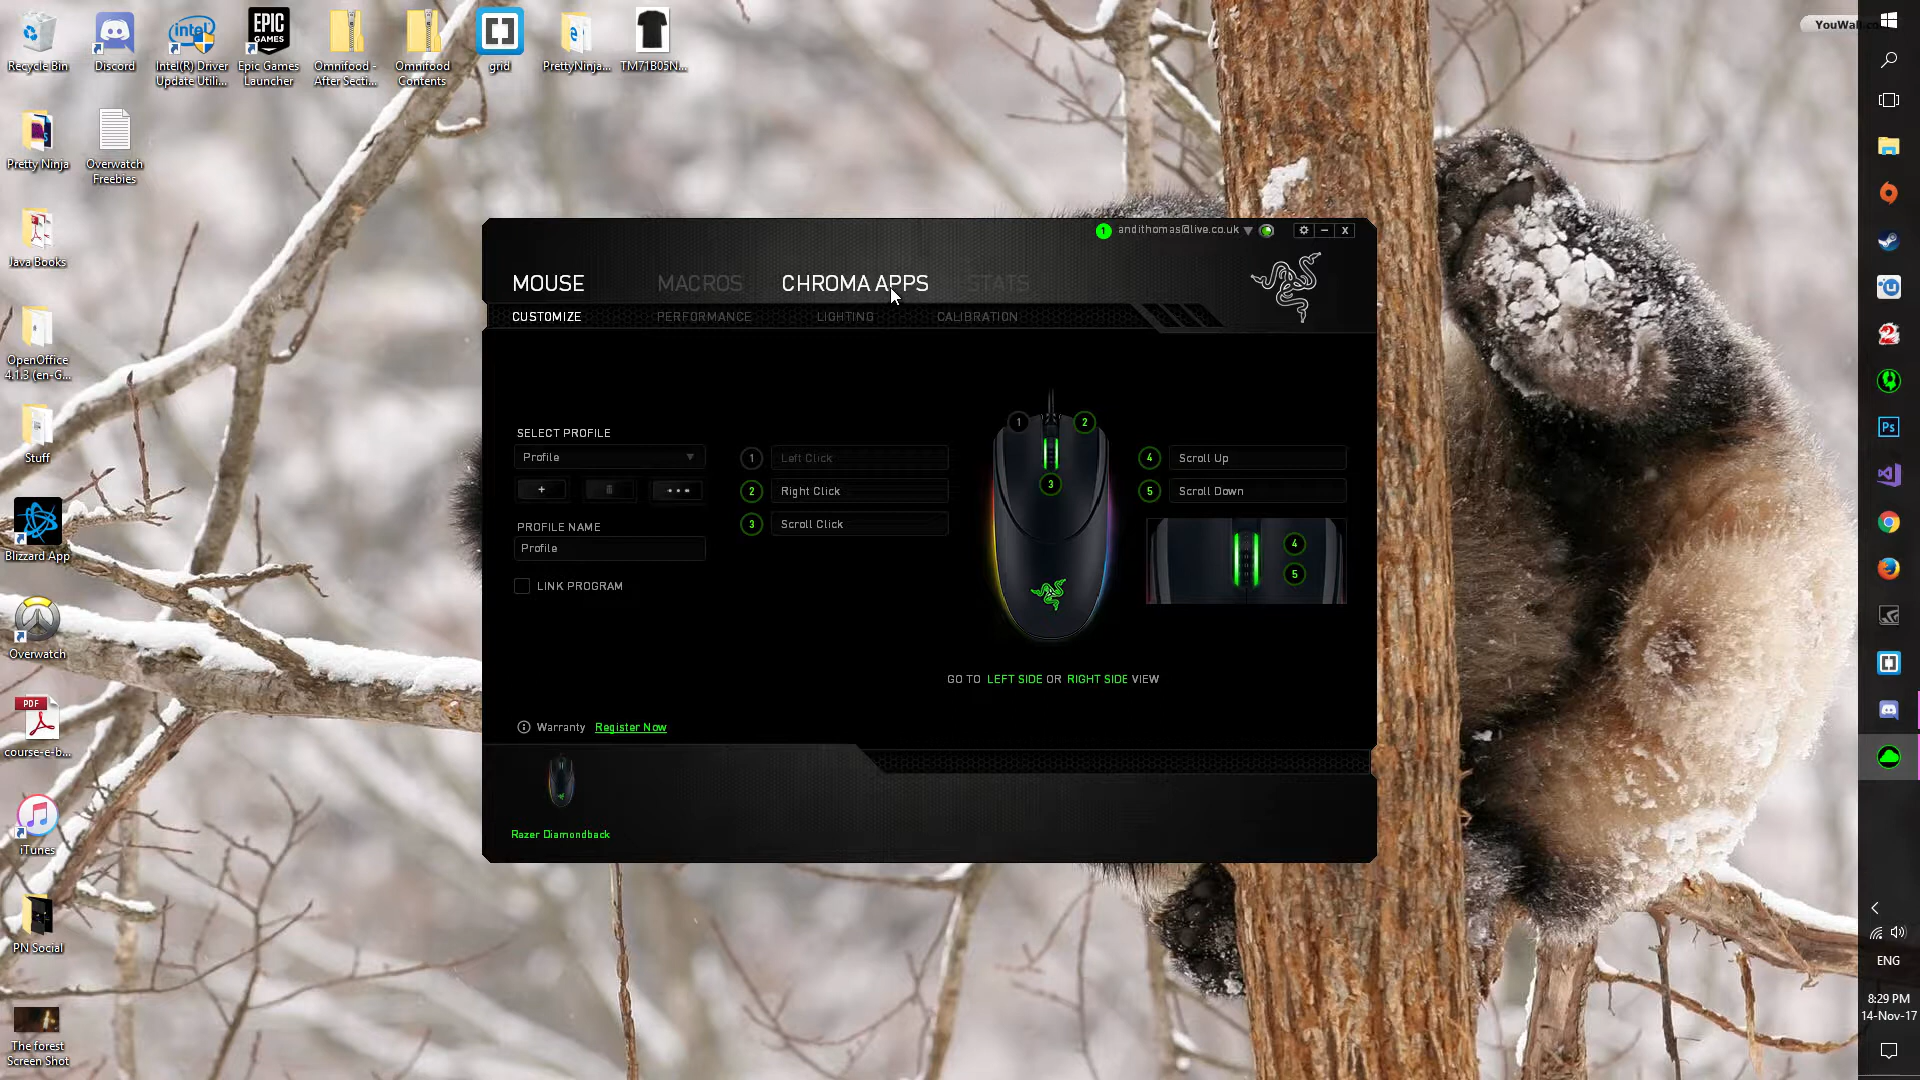 Recycle Bin
Discord
Intel(R) Driver
Update Utili...
EPIC
GAMES
Epic Games
Launcher
Omnifood -
After Secti...
Omnifood
Contents
grid
PrettyNinja...
TM71B05N...
Pretty Ninja
Overwatch
Freebies
Java Books
OpenOffice
4.1.3 (en-G...
Stuff
Blizzard App
Overwatch
PDF
course-e-b...
iTunes
PN Social
The forest
Screen Shot
1 andithomas@live.co.uk X
MOUSE MACROS CHROMA APPS STATS
CUSTOMIZE PERFORMANCE LIGHTING CALIBRATION
SELECT PROFILE
Profile
+ ...
PROFILE NAME
Profile
LINK PROGRAM
1 Left Click
2 Right Click
3 Scroll Click
1 2
3
4 Scroll Up
5 Scroll Down
4
5
GO TO LEFT SIDE OR RIGHT SIDE VIEW
Warranty Register Now
Razer Diamondback
Ps
ENG
8:29 PM
14-Nov-17